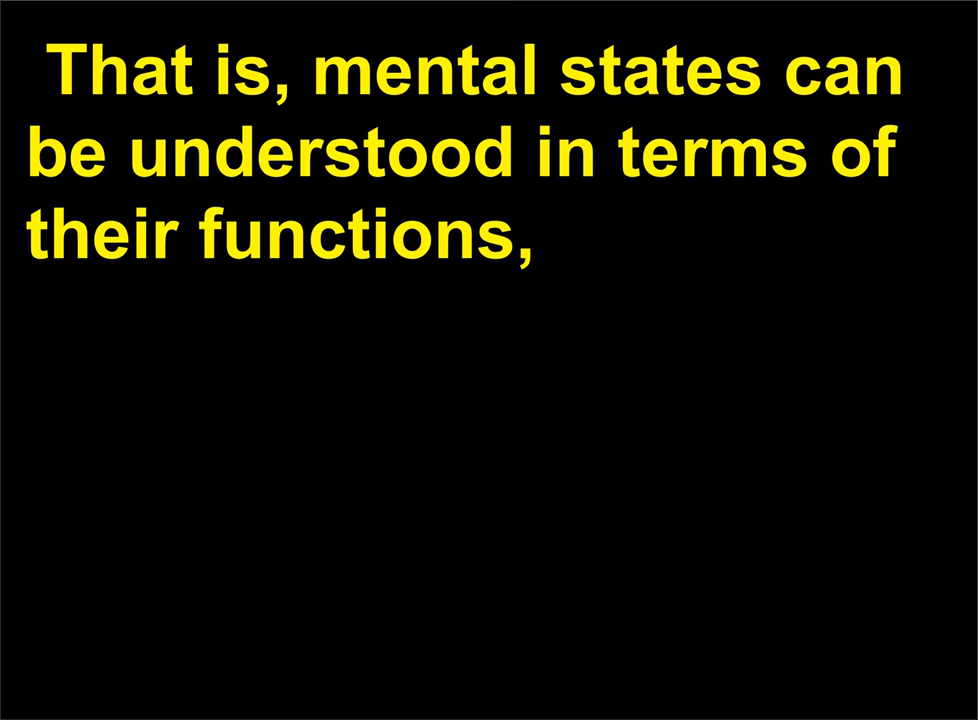 That is, mental states can
be understood in terms of
their functions,